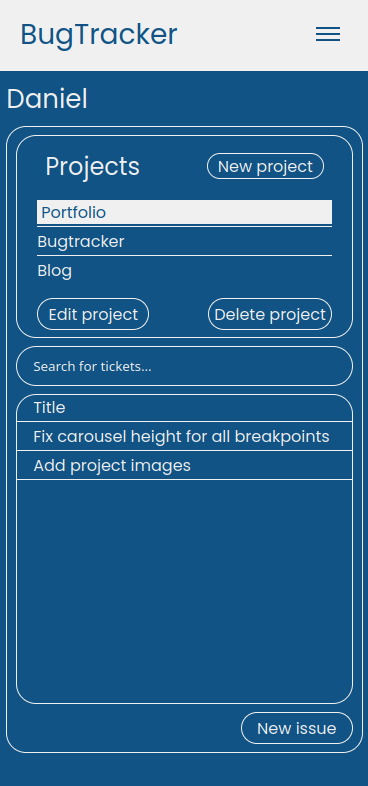 BugTracker
Daniel
Projects
New project
Portfolio
Bugtracker
Blog
Edit project
Delete project
Search for tickets...
Title
Fix carousel height for all breakpoints
Add project images
New issue